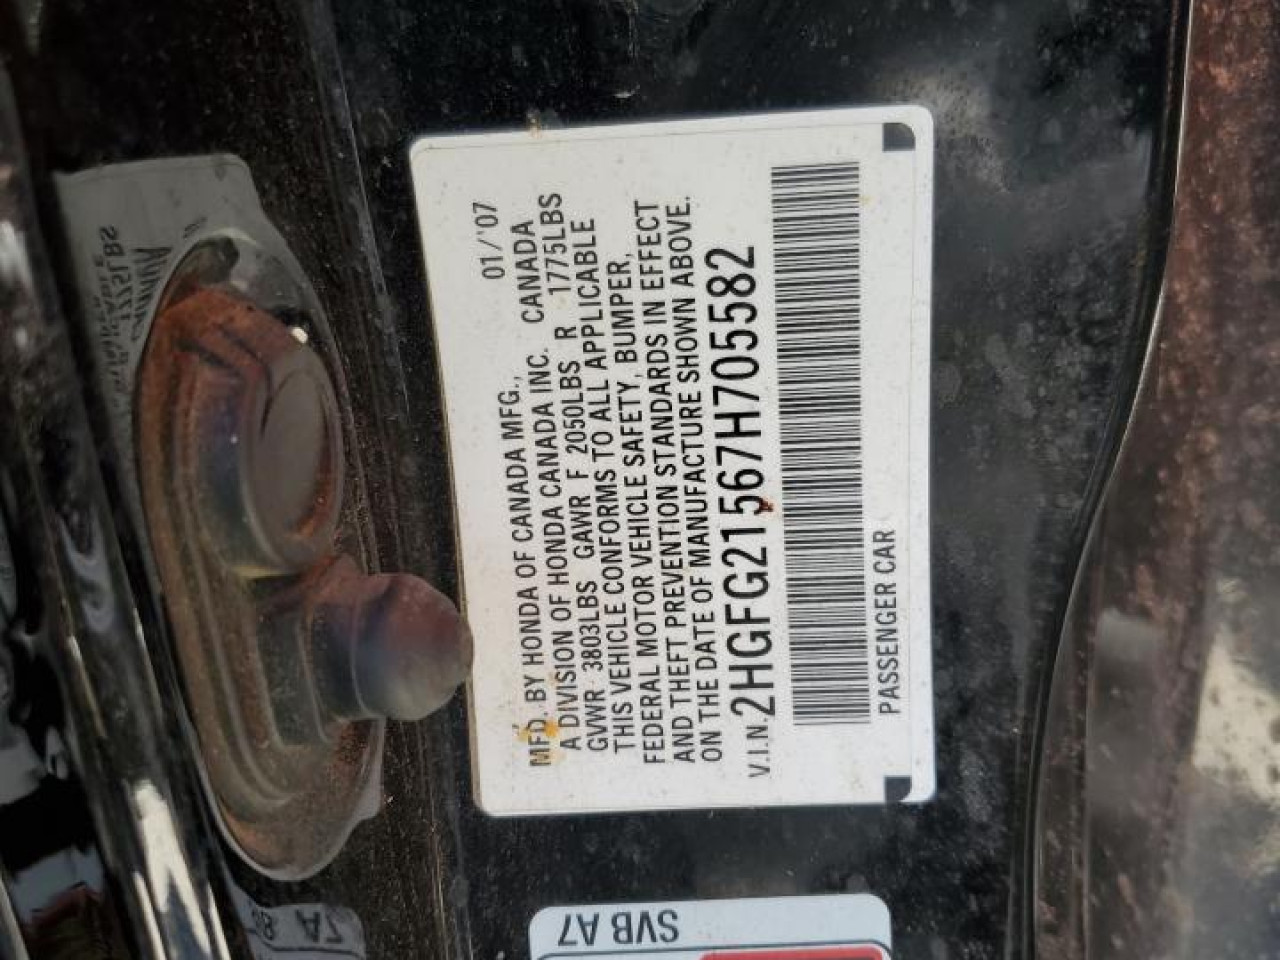 01/'07
MFD. BY HONDA OF CANADA MFG.,
A DIVISION OF HONDA CANADA INC. CANADA
GVWR 3803LBS GAWR F 2050LBS R 1775LBS
THIS VEHICLE CONFORMS TO ALL APPLICABLE
FEDERAL MOTOR VEHICLE SAFETY, BUMPER,
AND THEFT PREVENTION STANDARDS IN EFFECT
ON THE DATE OF MANUFACTURE SHOWN ABOVE.
V.I.N. 2HGFG21567H705582
PASSENGER CAR
SVB A7